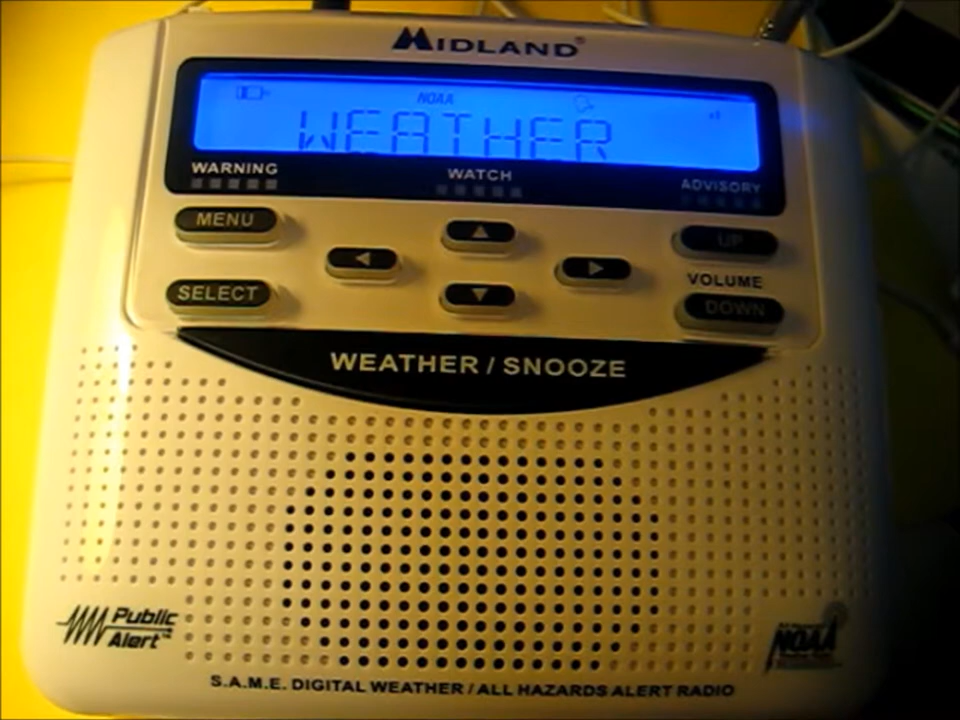 MIDLAND®
NOAA
WEATHER
WARNING
WATCH
ADVISORY
MENU
UP
SELECT
VOLUME
DOWN
WEATHER / SNOOZE
Public
Alert™
NOAA
S.A.M.E. DIGITAL WEATHER / ALL HAZARDS ALERT RADIO